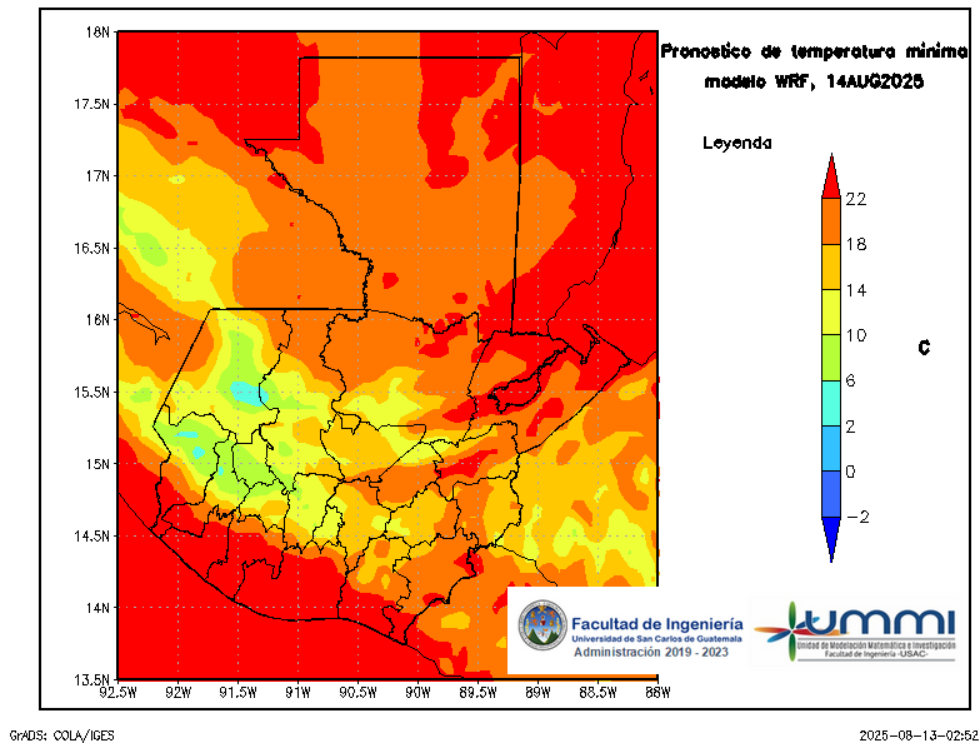 Pronostico de temperatura minima
modelo WRF, 14AUG2025
Leyenda
22
18
14
10
6
2
0
−2
C
18N
17.5N
17N
16.5N
16N
15.5N
15N
14.5N
14N
13.5N
92.5W 92W 91.5W 91W 90.5W 90W 89.5W 89W 88.5W 88W
Facultad de Ingeniería
Universidad de San Carlos de Guatemala
Administración 2019 - 2023
ummi
Unidad de Modelación Matemática e Investigación
Facultad de Ingeniería -USAC-
GrADS: COLA/IGES
2025-08-13-02:52